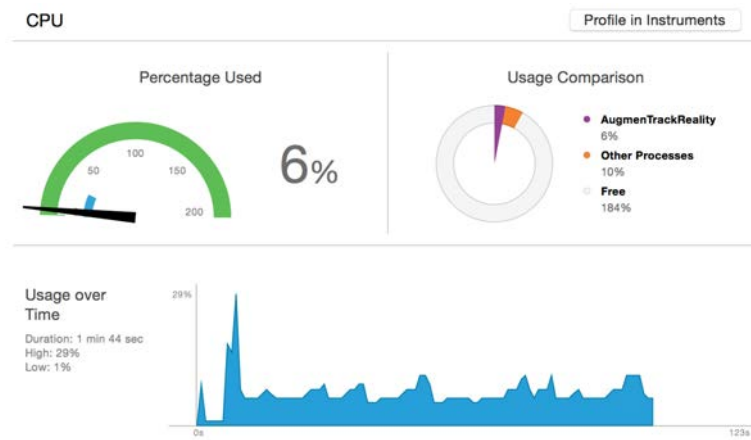 CPU
Profile in Instruments
Percentage Used
50
100
150
200
6%
Usage Comparison
AugmenTrackReality
6%
Other Processes
10%
Free
184%
Usage over
Time
Duration: 1 min 44 sec
High: 29%
Low: 1%
29%
0s
123s